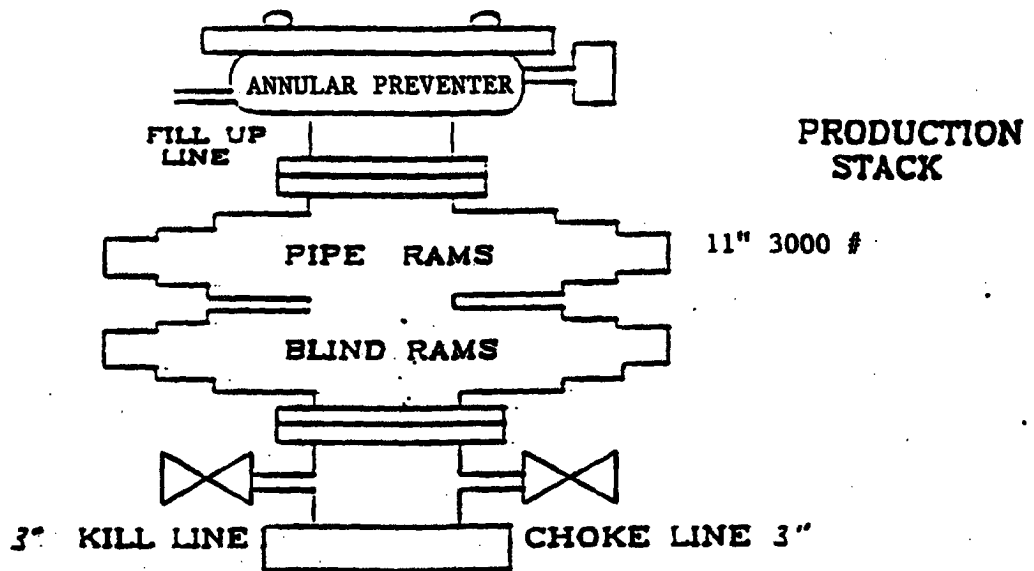 ANNULAR PREVENTER
FILL UP
LINE
PRODUCTION
STACK
PIPE RAMS
11" 3000 #
BLIND RAMS
3" KILL LINE
CHOKE LINE 3"